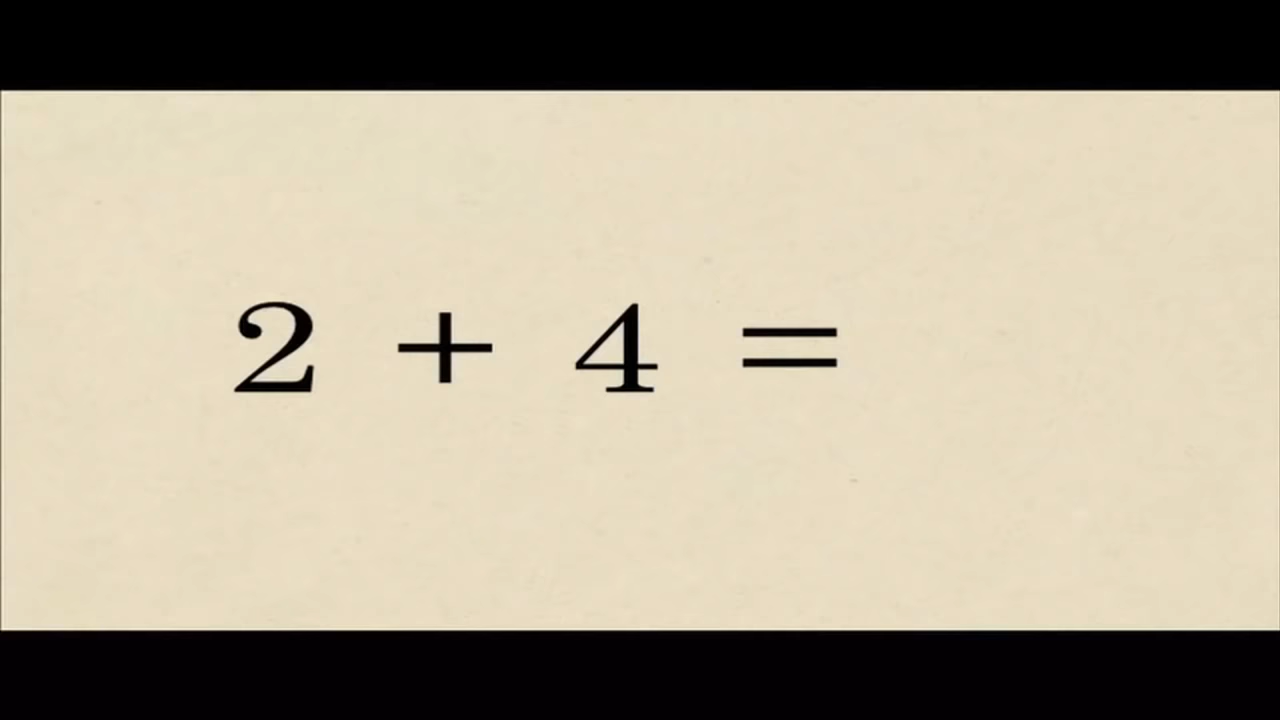 2 + 4 =